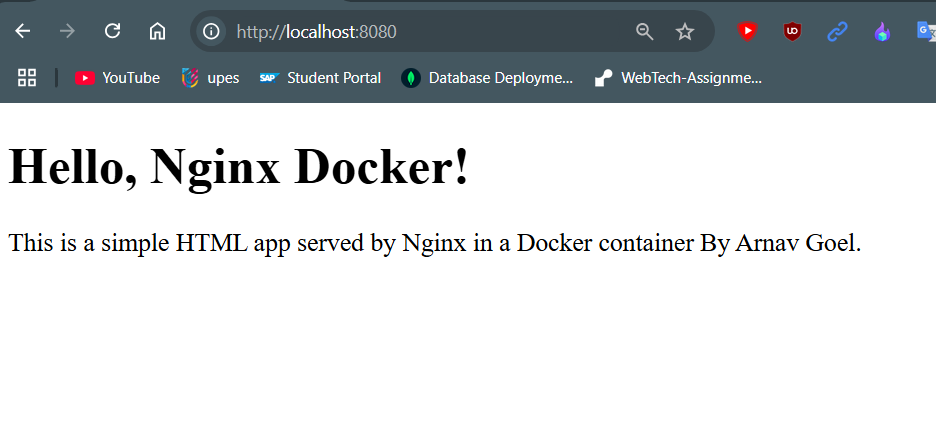 http://localhost:8080
YouTube upes SAP Student Portal Database Deployme... WebTech-Assignme...
Hello, Nginx Docker!
This is a simple HTML app served by Nginx in a Docker container By Arnav Goel.